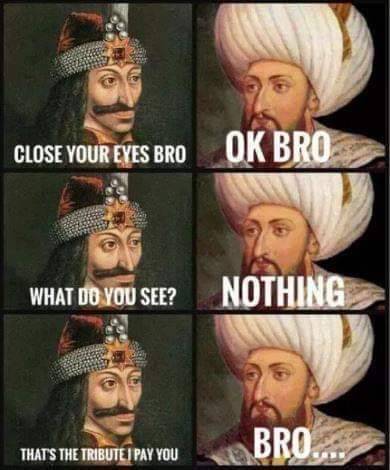 CLOSE YOUR EYES BRO
OK BRO
WHAT DO YOU SEE?
NOTHING
THAT'S THE TRIBUTE I PAY YOU
BRO....